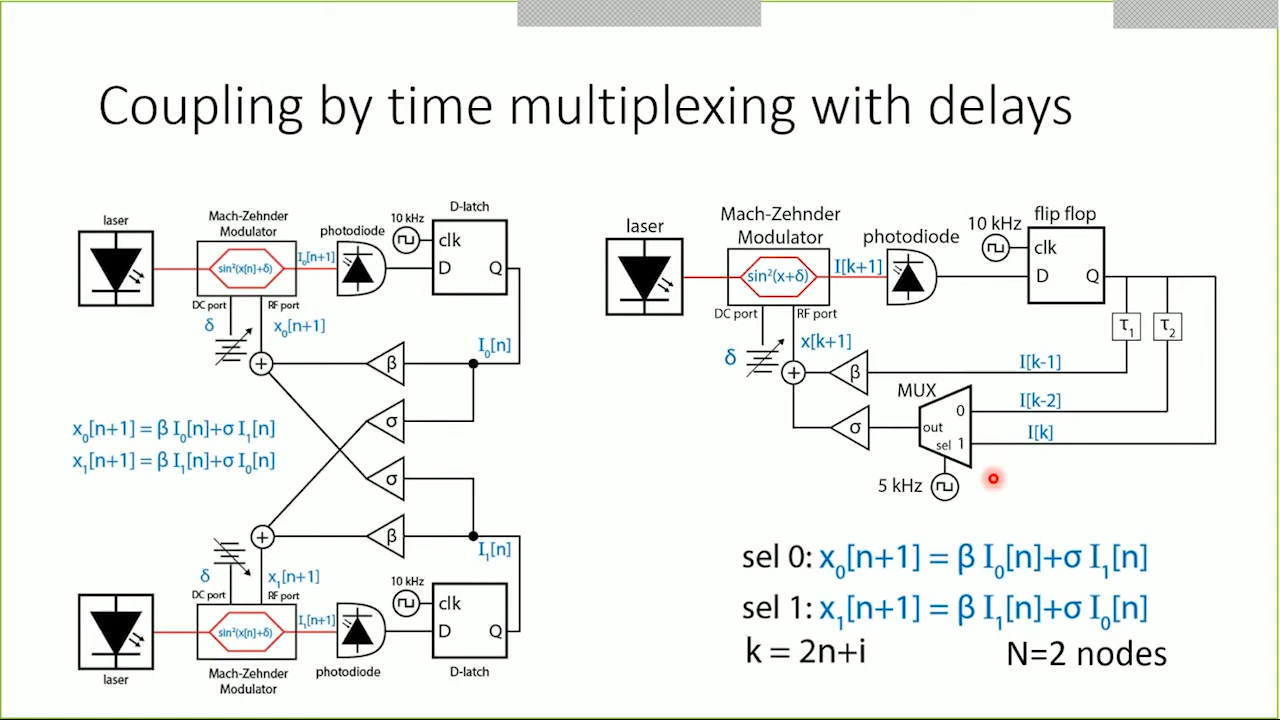 Coupling by time multiplexing with delays
laser
Mach-Zehnder
Modulator
sin²(x[n]+δ)
I₀[n+1]
photodiode
10 kHz
D-latch
clk
D
Q
DC port
RF port
δ
x₀[n+1]
β
I₀[n]
σ
x₀[n+1] = β I₀[n]+σ I₁[n]
x₁[n+1] = β I₁[n]+σ I₀[n]
σ
β
I₁[n]
δ
x₁[n+1]
DC port
RF port
10 kHz
clk
D
Q
sin²(x[n]+δ)
I₁[n+1]
laser
Mach-Zehnder
Modulator
photodiode
D-latch
laser
Mach-Zehnder
Modulator
sin²(x+δ)
I[k+1]
photodiode
10 kHz
flip flop
clk
D
Q
DC port
RF port
τ₁
τ₂
δ
x[k+1]
β
I[k-1]
MUX
I[k-2]
0
σ
out
sel 1
I[k]
5 kHz
sel 0: x₀[n+1] = β I₀[n]+σ I₁[n]
sel 1: x₁[n+1] = β I₁[n]+σ I₀[n]
k = 2n+i
N=2 nodes